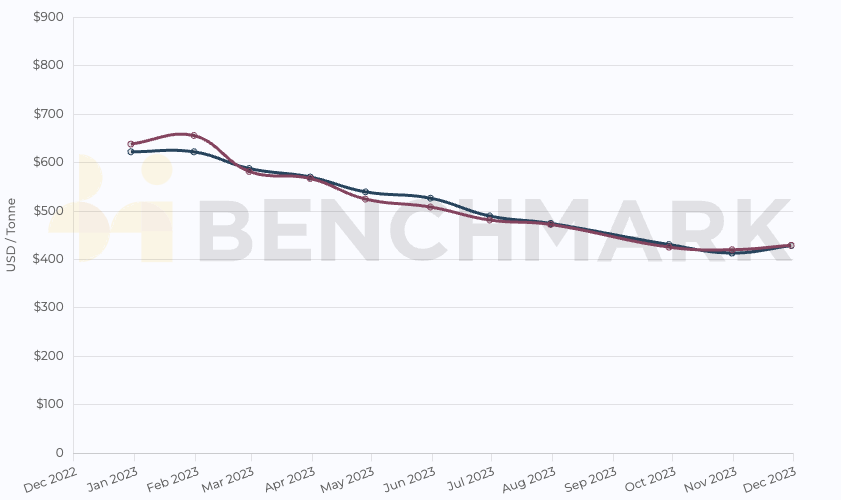 $900
$800
$700
$600
$500
$400
$300
$200
$100
0
USD / Tonne
BENCHMARK
Dec 2022
Jan 2023
Feb 2023
Mar 2023
Apr 2023
May 2023
Jun 2023
Jul 2023
Aug 2023
Sep 2023
Oct 2023
Nov 2023
Dec 2023